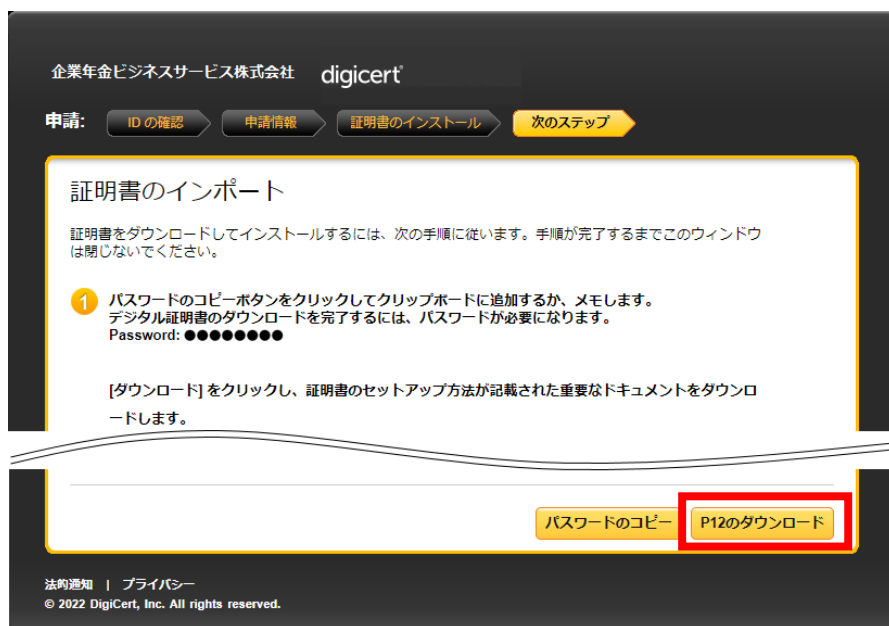 企業年金ビジネスサービス株式会社 digicert
申請: ID の確認 申請情報 証明書のインストール 次のステップ
証明書のインポート
証明書をダウンロードしてインストールするには、次の手順に従います。手順が完了するまでこのウィンドウ
は閉じないでください。
1 パスワードのコピーボタンをクリックしてクリップボードに追加するか、メモします。
デジタル証明書のダウンロードを完了するには、パスワードが必要になります。
Password: ●●●●●●●●
[ダウンロード] をクリックし、証明書のセットアップ方法が記載された重要なドキュメントをダウンロ
ードします。
パスワードのコピー P12のダウンロード
法的通知 | プライバシー
© 2022 DigiCert, Inc. All rights reserved.